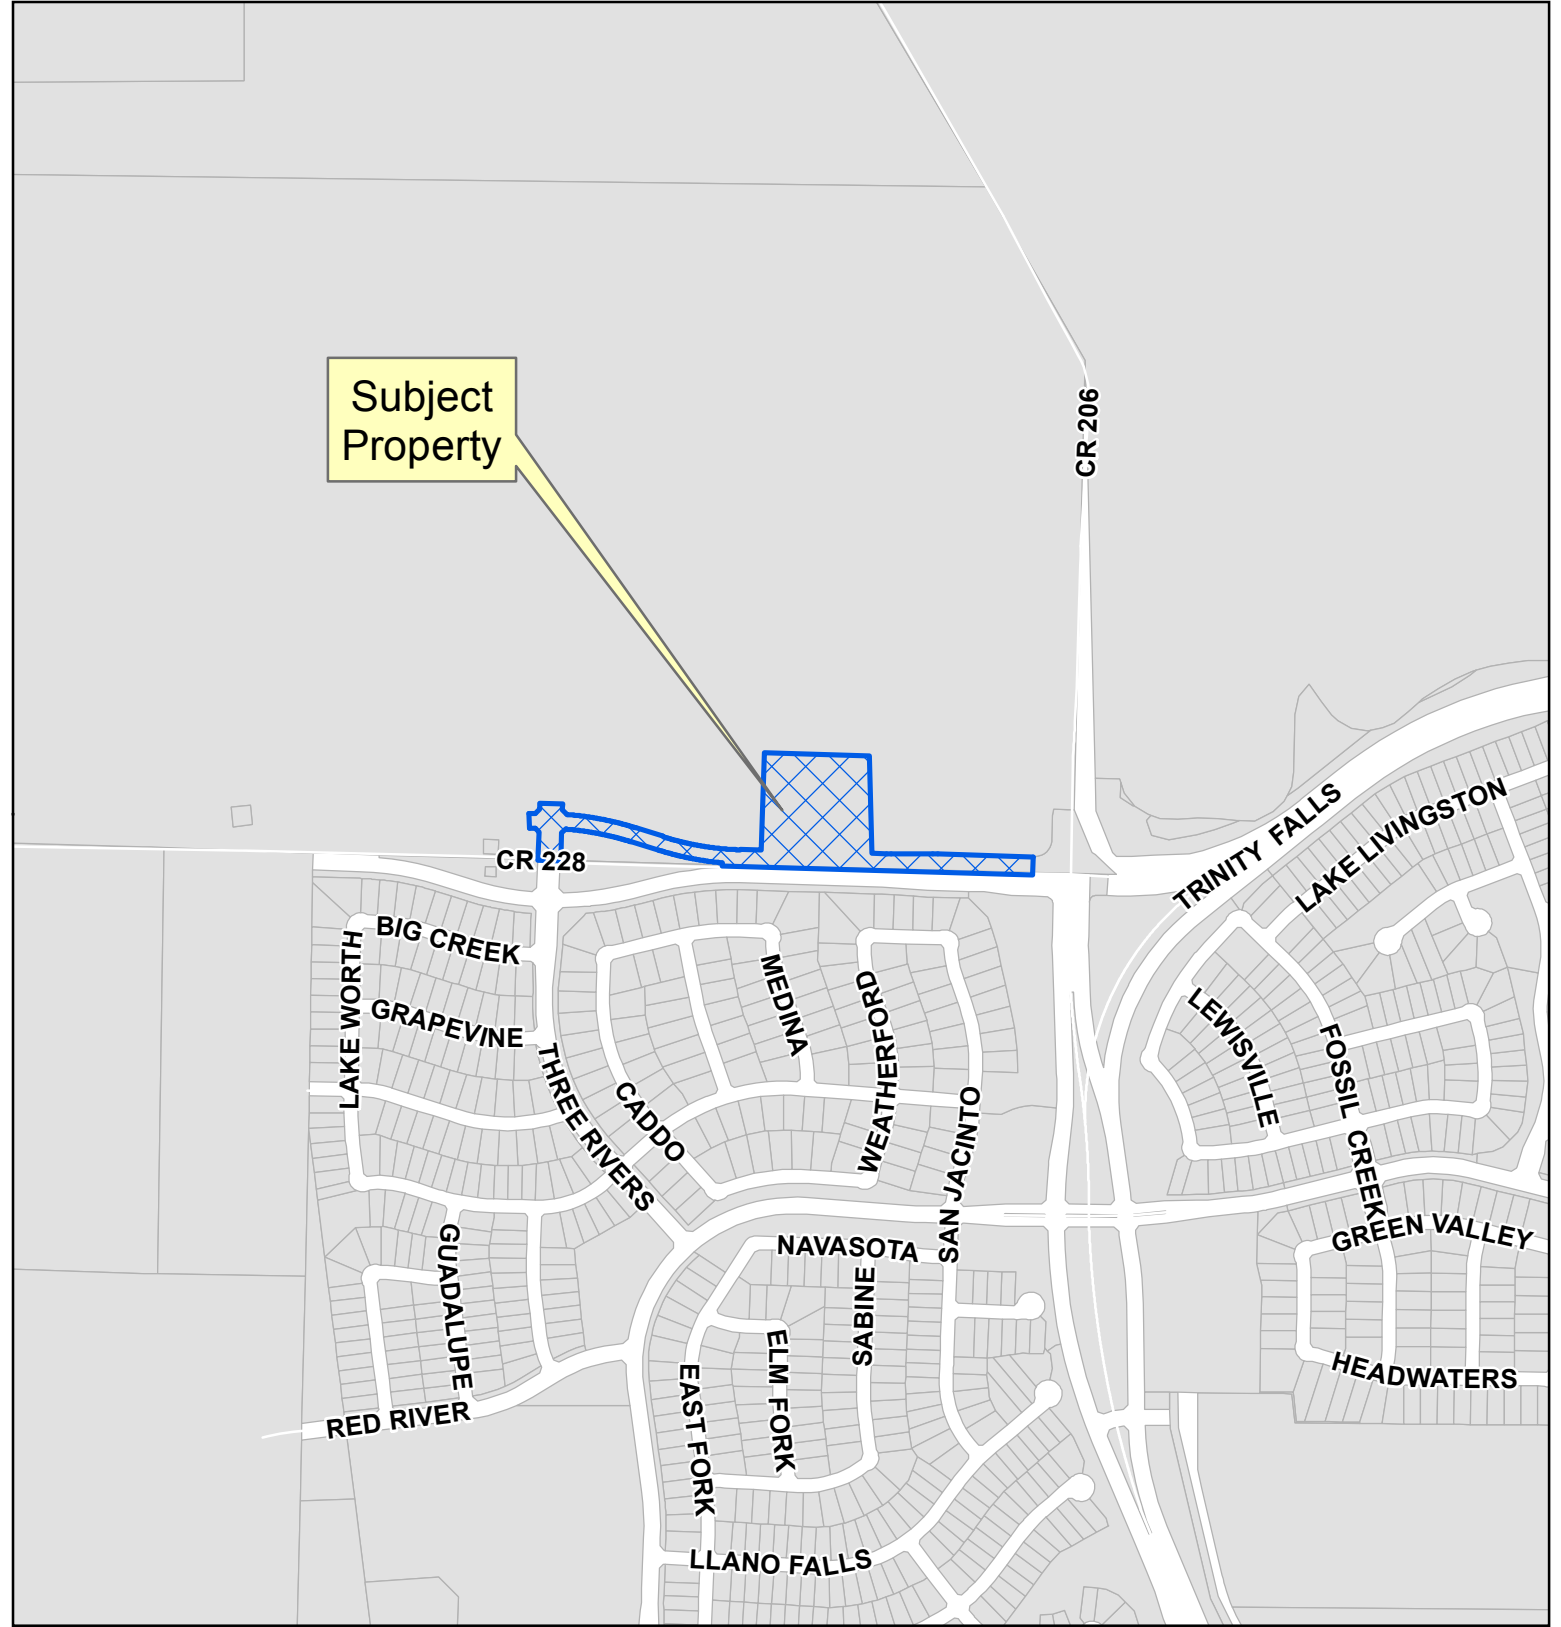 Subject
Property
CR 206
TRINITY FALLS
LAKE LIVINGSTON
CR 228
BIG CREEK
LAKE WORTH
GRAPEVINE
THREE RIVERS
CADDO
MEDINA
WEATHERFORD
SAN JACINTO
LEWISVILLE
FOSSIL CREEK
GREEN VALLEY
HEADWATERS
GUADALUPE
NAVASOTA
SABINE
ELM FORK
EAST FORK
RED RIVER
LLANO FALLS